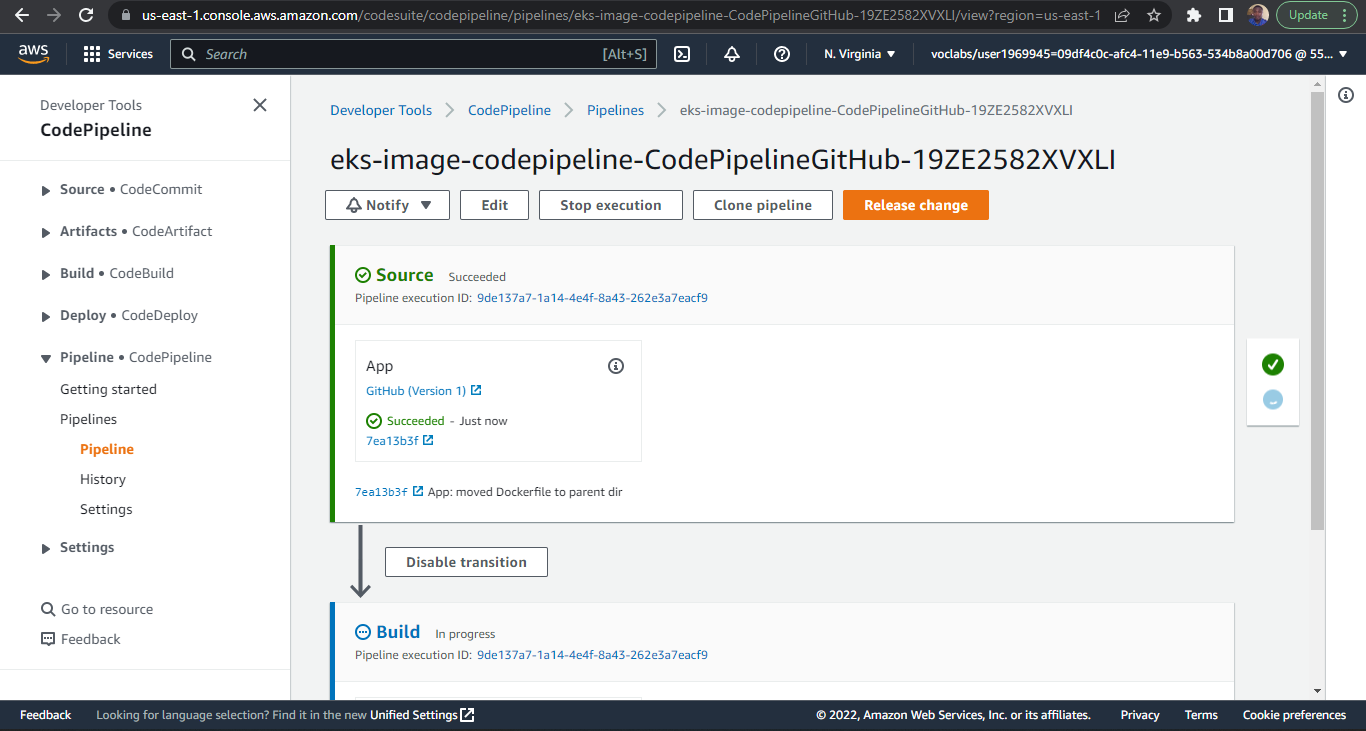 us-east-1.console.aws.amazon.com/codesuite/codepipeline/pipelines/eks-image-codepipeline-CodePipelineGitHub-19ZE2582XVXLI/view?region=us-east-1
Update
aws
Services
Search
[Alt+S]
N. Virginia
voclabs/user1969945=09df4c0c-afc4-11e9-b563-534b8a00d706 @ 55...
Developer Tools
CodePipeline
Source • CodeCommit
Artifacts • CodeArtifact
Build • CodeBuild
Deploy • CodeDeploy
Pipeline • CodePipeline
Getting started
Pipelines
Pipeline
History
Settings
Settings
Go to resource
Feedback
Developer Tools
CodePipeline
Pipelines
eks-image-codepipeline-CodePipelineGitHub-19ZE2582XVXLI
eks-image-codepipeline-CodePipelineGitHub-19ZE2582XVXLI
Notify
Edit
Stop execution
Clone pipeline
Release change
Source Succeeded
Pipeline execution ID: 9de137a7-1a14-4e4f-8a43-262e3a7eacf9
App
GitHub (Version 1)
Succeeded - Just now
7ea13b3f
7ea13b3f App: moved Dockerfile to parent dir
Disable transition
Build In progress
Pipeline execution ID: 9de137a7-1a14-4e4f-8a43-262e3a7eacf9
Feedback
Looking for language selection? Find it in the new Unified Settings
© 2022, Amazon Web Services, Inc. or its affiliates.
Privacy
Terms
Cookie preferences